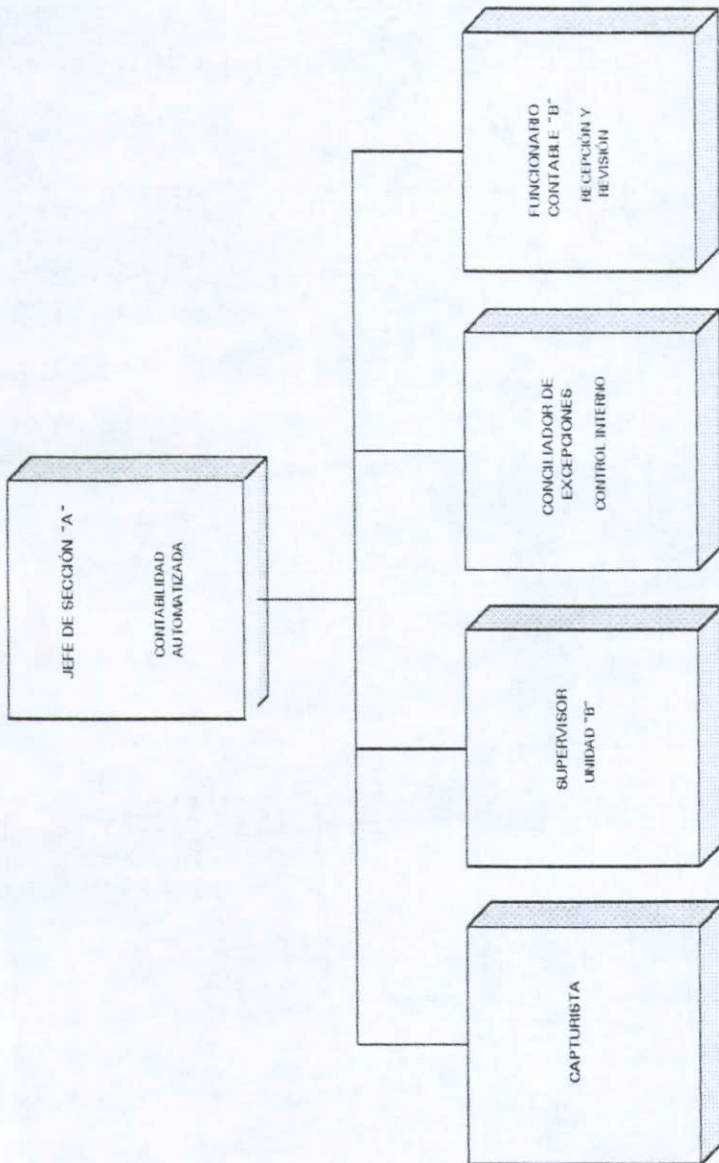 JEFE DE SECCIÓN "A"
CONTABILIDAD
AUTOMATIZADA
CAPTURISTA
SUPERVISOR
UNIDAD "B"
CONCILIADOR DE
EXCEPCIONES
CONTROL INTERNO
FUNCIONARIO
CONTABLE "B"
RECEPCIÓN Y
REVISIÓN